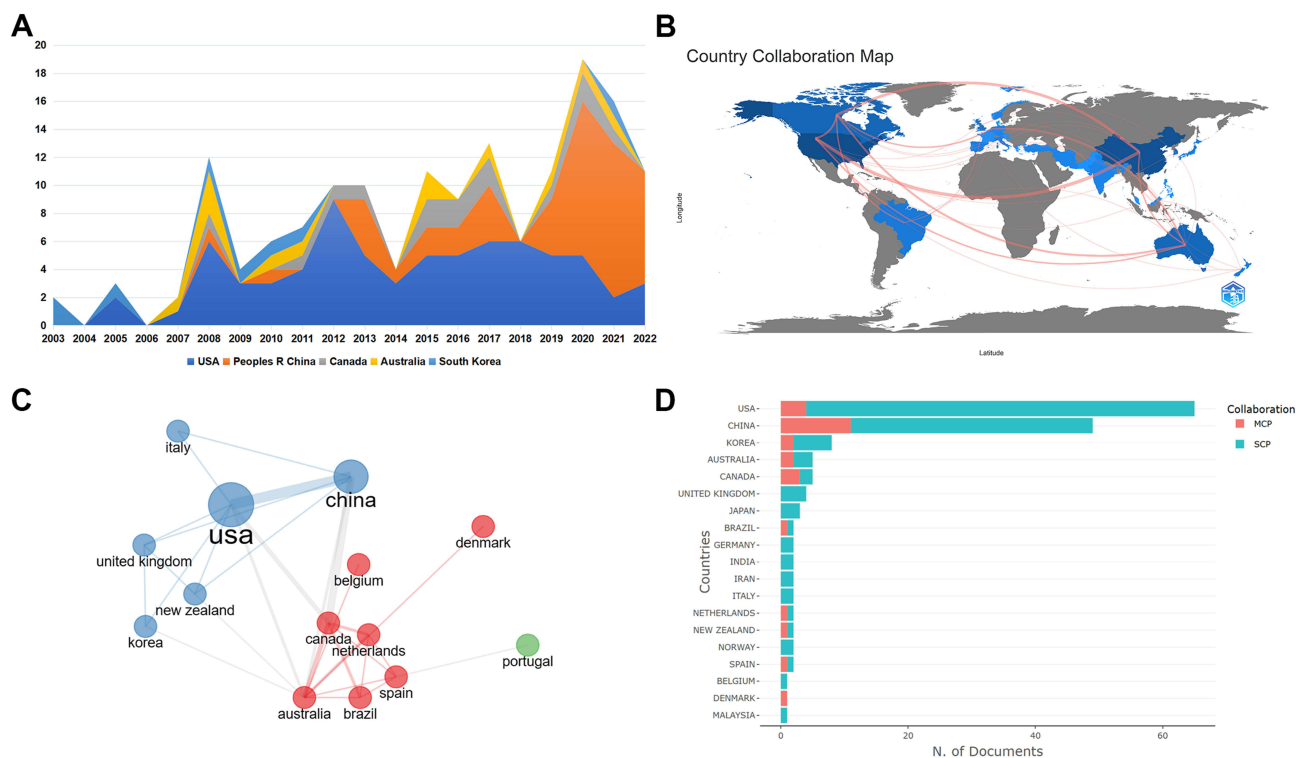 A
20
18
16
14
12
10
8
6
4
2
0
2003 2004 2005 2006 2007 2008 2009 2010 2011 2012 2013 2014 2015 2016 2017 2018 2019 2020 2021 2022
USA Peoples R China Canada Australia South Korea
B
Country Collaboration Map
Longitude
Latitude
C
italy
china
usa
denmark
united kingdom
belgium
new zealand
canada
korea
netherlands
portugal
spain
australia
brazil
D
Countries
USA
CHINA
KOREA
AUSTRALIA
CANADA
UNITED KINGDOM
JAPAN
BRAZIL
GERMANY
INDIA
IRAN
ITALY
NETHERLANDS
NEW ZEALAND
NORWAY
SPAIN
BELGIUM
DENMARK
MALAYSIA
0 20 40 60
N. of Documents
Collaboration
MCP
SCP